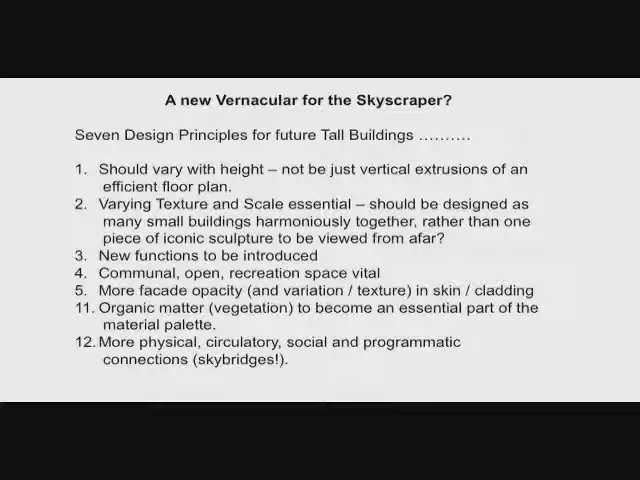 A new Vernacular for the Skyscraper?
Seven Design Principles for future Tall Buildings ……….
1. Should vary with height – not be just vertical extrusions of an
efficient floor plan.
2. Varying Texture and Scale essential – should be designed as
many small buildings harmoniously together, rather than one
piece of iconic sculpture to be viewed from afar?
3. New functions to be introduced
4. Communal, open, recreation space vital
5. More facade opacity (and variation / texture) in skin / cladding
11. Organic matter (vegetation) to become an essential part of the
material palette.
12. More physical, circulatory, social and programmatic
connections (skybridges!).